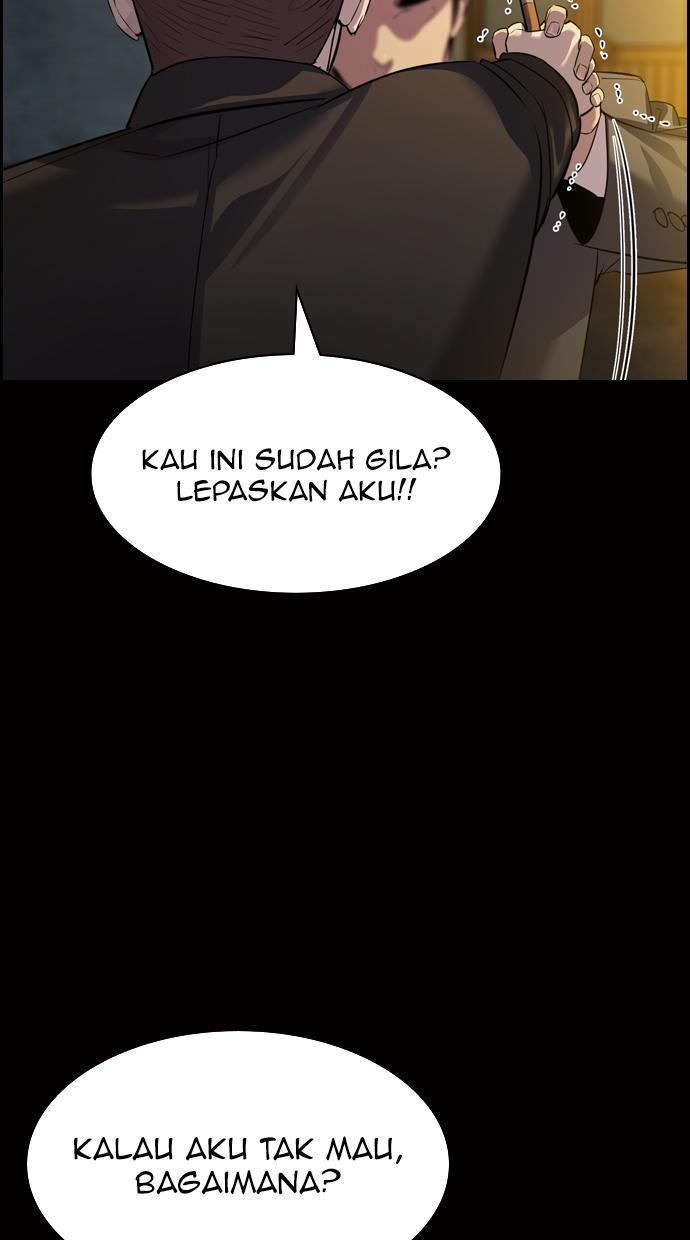 KAU INI SUDAH GILA?
LEPASKAN AKU!!
KALAU AKU TAK MAU,
BAGAIMANA?